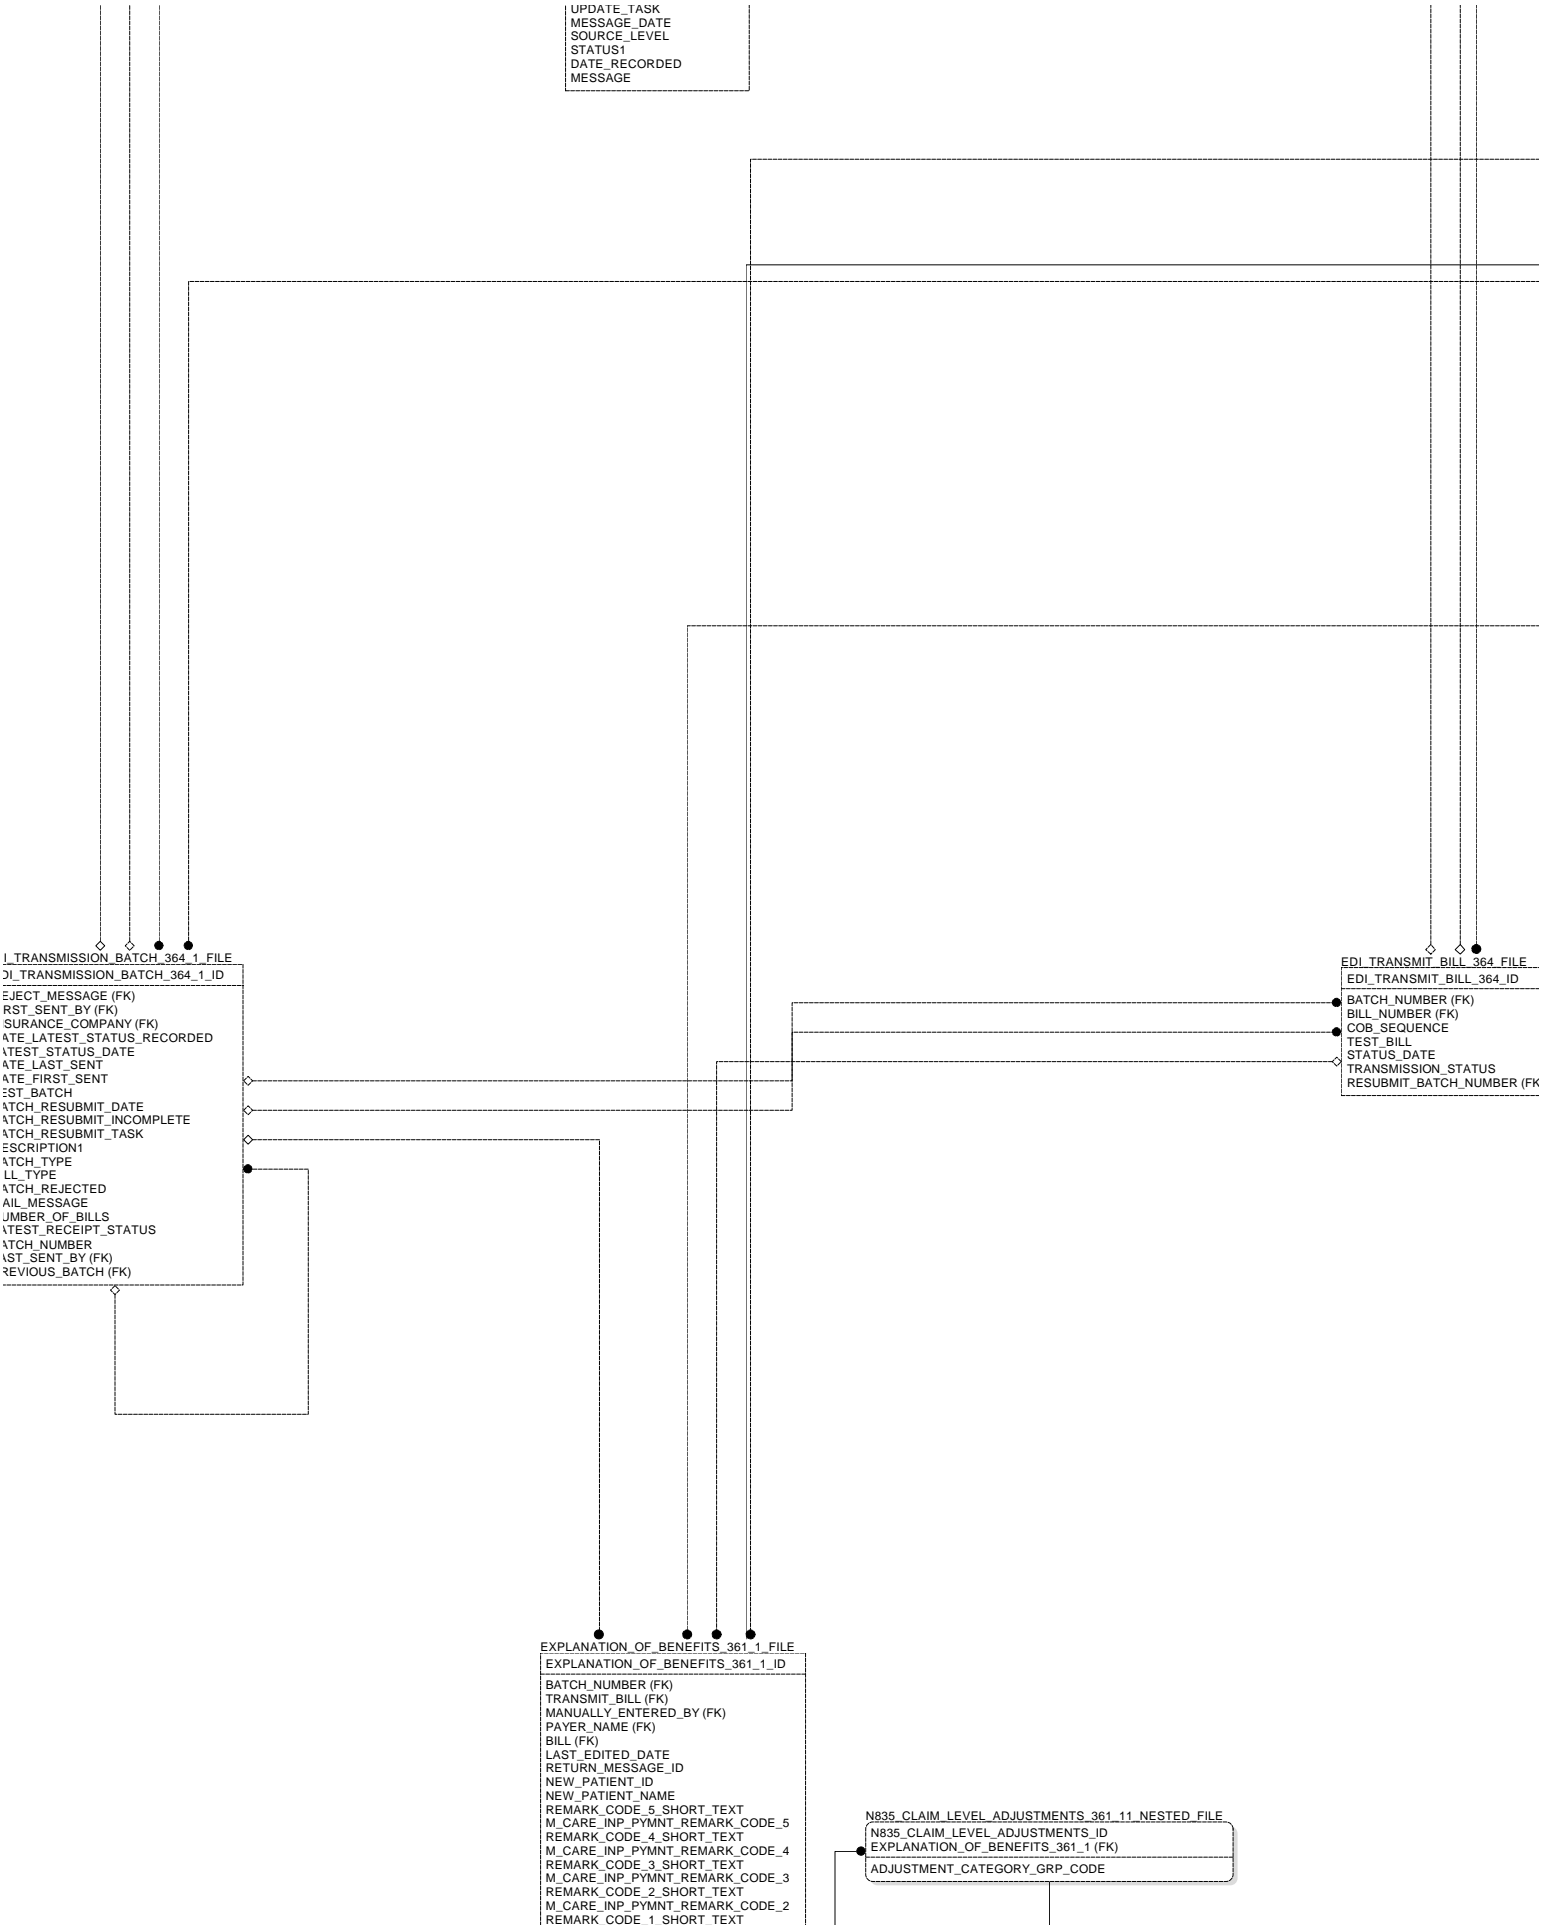 UPDATE_TASK
MESSAGE_DATE
SOURCE_LEVEL
STATUS1
DATE_RECORDED
MESSAGE
I_TRANSMISSION_BATCH_364_1_FILE
DI_TRANSMISSION_BATCH_364_1_ID
EJECT_MESSAGE (FK)
RST_SENT_BY (FK)
SURANCE_COMPANY (FK)
ATE_LATEST_STATUS_RECORDED
ATEST_STATUS_DATE
ATE_LAST_SENT
ATE_FIRST_SENT
EST_BATCH
ATCH_RESUBMIT_DATE
ATCH_RESUBMIT_INCOMPLETE
ATCH_RESUBMIT_TASK
ESCRIPTION1
ATCH_TYPE
LL_TYPE
ATCH_REJECTED
AIL_MESSAGE
UMBER_OF_BILLS
ATEST_RECEIPT_STATUS
ATCH_NUMBER
AST_SENT_BY (FK)
REVIOUS_BATCH (FK)
EDI_TRANSMIT_BILL_364_FILE
EDI_TRANSMIT_BILL_364_ID
BATCH_NUMBER (FK)
BILL_NUMBER (FK)
COB_SEQUENCE
TEST_BILL
STATUS_DATE
TRANSMISSION_STATUS
RESUBMIT_BATCH_NUMBER (FK
EXPLANATION_OF_BENEFITS_361_1_FILE
EXPLANATION_OF_BENEFITS_361_1_ID
BATCH_NUMBER (FK)
TRANSMIT_BILL (FK)
MANUALLY_ENTERED_BY (FK)
PAYER_NAME (FK)
BILL (FK)
LAST_EDITED_DATE
RETURN_MESSAGE_ID
NEW_PATIENT_ID
NEW_PATIENT_NAME
REMARK_CODE_5_SHORT_TEXT
M_CARE_INP_PYMNT_REMARK_CODE_5
REMARK_CODE_4_SHORT_TEXT
M_CARE_INP_PYMNT_REMARK_CODE_4
REMARK_CODE_3_SHORT_TEXT
M_CARE_INP_PYMNT_REMARK_CODE_3
REMARK_CODE_2_SHORT_TEXT
M_CARE_INP_PYMNT_REMARK_CODE_2
REMARK_CODE_1_SHORT_TEXT
N835_CLAIM_LEVEL_ADJUSTMENTS_361_11_NESTED_FILE
N835_CLAIM_LEVEL_ADJUSTMENTS_ID
EXPLANATION_OF_BENEFITS_361_1 (FK)
ADJUSTMENT_CATEGORY_GRP_CODE